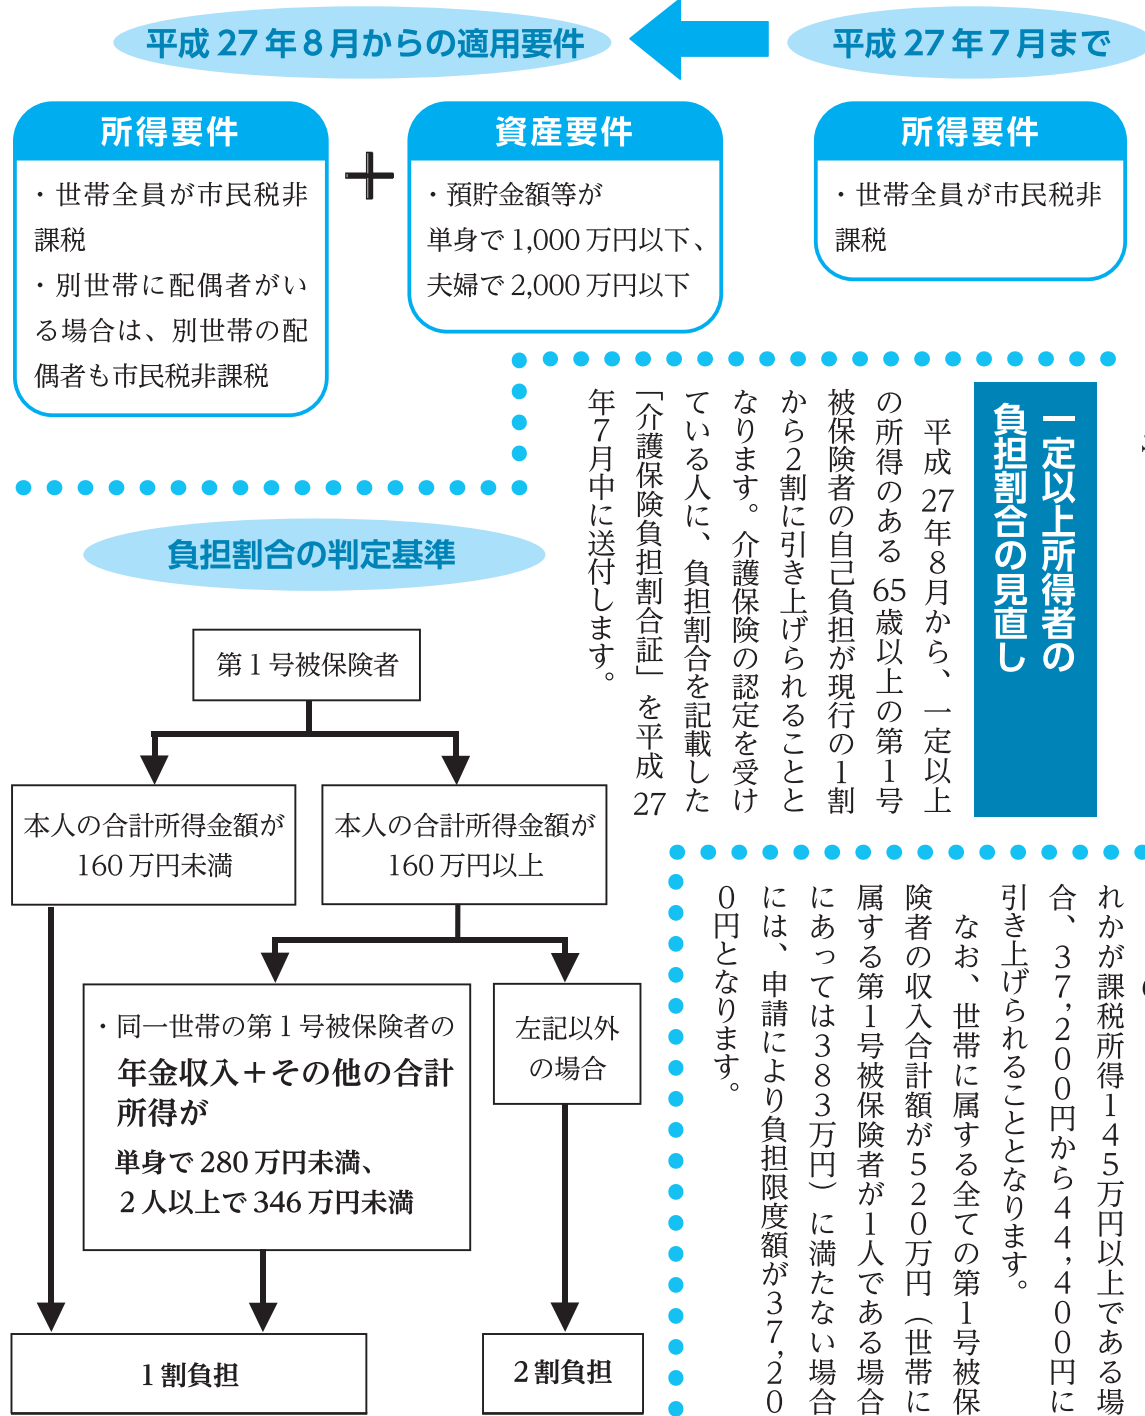 平成27年7月まで
所得要件
・世帯全員が市民税非
課税
平成27年8月からの適用要件
所得要件
・世帯全員が市民税非
課税
・別世帯に配偶者がい
る場合は、別世帯の配
偶者も市民税非課税
＋
資産要件
・預貯金額等が
単身で1,000万円以下、
夫婦で2,000万円以下
一定以上所得者の
負担割合の見直し
平成27年8月から、一定以上
の所得のある65歳以上の第1号
被保険者の自己負担が現行の1割
から2割に引き上げられることと
なります。介護保険の認定を受け
ている人に、負担割合を記載した
「介護保険負担割合証」を平成27
年7月中に送付します。
負担割合の判定基準
第1号被保険者
本人の合計所得金額が
160万円未満
本人の合計所得金額が
160万円以上
・同一世帯の第1号被保険者の
年金収入＋その他の合計
所得が
単身で280万円未満、
2人以上で346万円未満
左記以外
の場合
1割負担
2割負担
れかが課税所得145万円以上である場
合、37,200円から44,400円に
引き上げられることとなります。
なお、世帯に属する全ての第1号被保
険者の収入合計額が520万円（世帯に
属する第1号被保険者が1人である場合
にあっては383万円）に満たない場合
には、申請により負担限度額が37,20
0円となります。